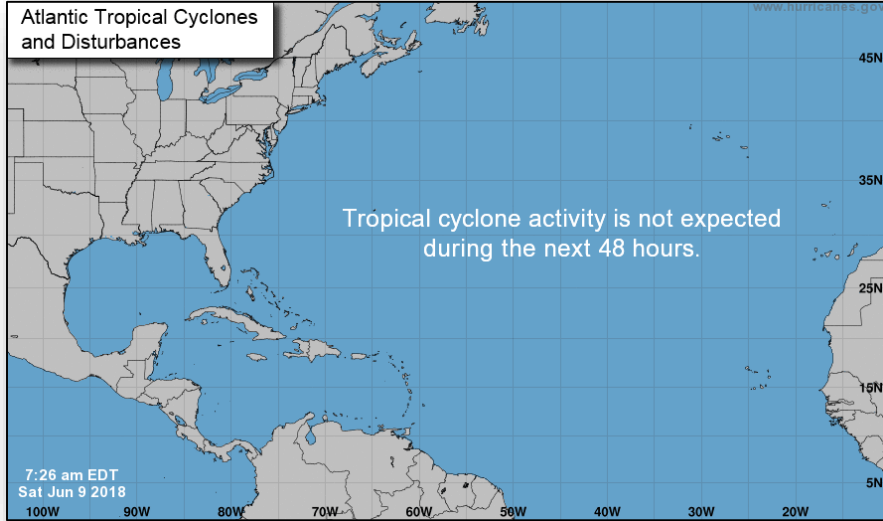 Atlantic Tropical Cyclones
and Disturbances
www.hurricanes.gov
45N
35N
Tropical cyclone activity is not expected
during the next 48 hours.
25N
15N
7:26 am EDT
Sat Jun 9 2018
5N
100W 90W 80W 70W 60W 50W 40W 30W 20W